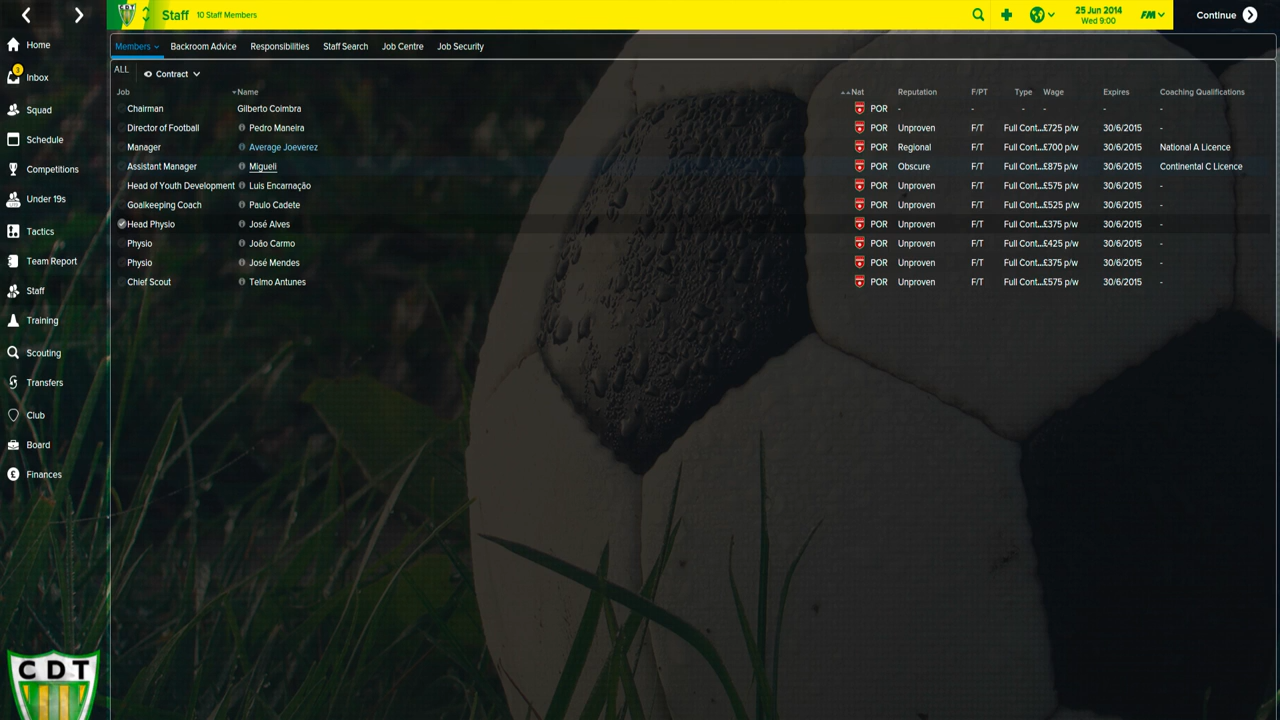 Staff 10 Staff Members 25 Jun 2014 Wed 9:00 FM Continue
Home
Inbox 3
Squad
Schedule
Competitions
Under 19s
Tactics
Team Report
Staff
Training
Scouting
Transfers
Club
Board
Finances
CDT
Members Backroom Advice Responsibilities Staff Search Job Centre Job Security
ALL Contract
Job Name Nat Reputation F/PT Type Wage Expires Coaching Qualifications
Chairman Gilberto Coimbra POR - - - - - -
Director of Football Pedro Maneira POR Unproven F/T Full Cont... £725 p/w 30/6/2015 -
Manager Average Joeverez POR Regional F/T Full Cont... £700 p/w 30/6/2015 National A Licence
Assistant Manager Migueli POR Obscure F/T Full Cont... £875 p/w 30/6/2015 Continental C Licence
Head of Youth Development Luís Encarnação POR Unproven F/T Full Cont... £575 p/w 30/6/2015 -
Goalkeeping Coach Paulo Cadete POR Unproven F/T Full Cont... £525 p/w 30/6/2015 -
Head Physio José Alves POR Unproven F/T Full Cont... £375 p/w 30/6/2015 -
Physio João Carmo POR Unproven F/T Full Cont... £425 p/w 30/6/2015 -
Physio José Mendes POR Unproven F/T Full Cont... £375 p/w 30/6/2015 -
Chief Scout Telmo Antunes POR Unproven F/T Full Cont... £575 p/w 30/6/2015 -